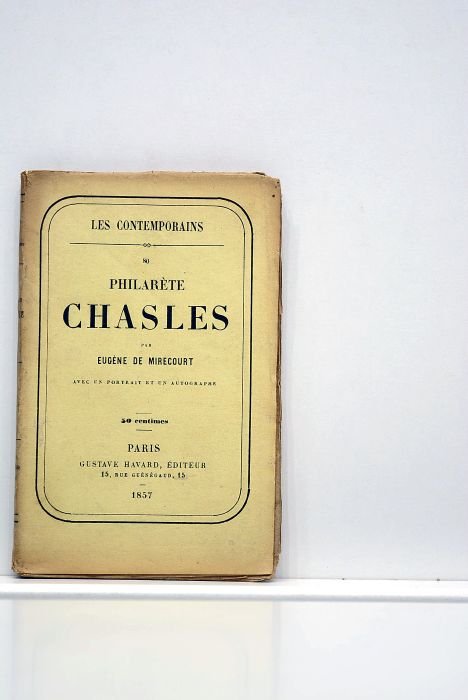 LES CONTEMPORAINS
80
PHILARÈTE
CHASLES
PAR
EUGÈNE DE MIRECOURT
AVEC UN PORTRAIT ET UN AUTOGRAPHE
50 centimes
PARIS
GUSTAVE HAVARD, ÉDITEUR
15, RUE GUÉNÉGAUD, 15
1857